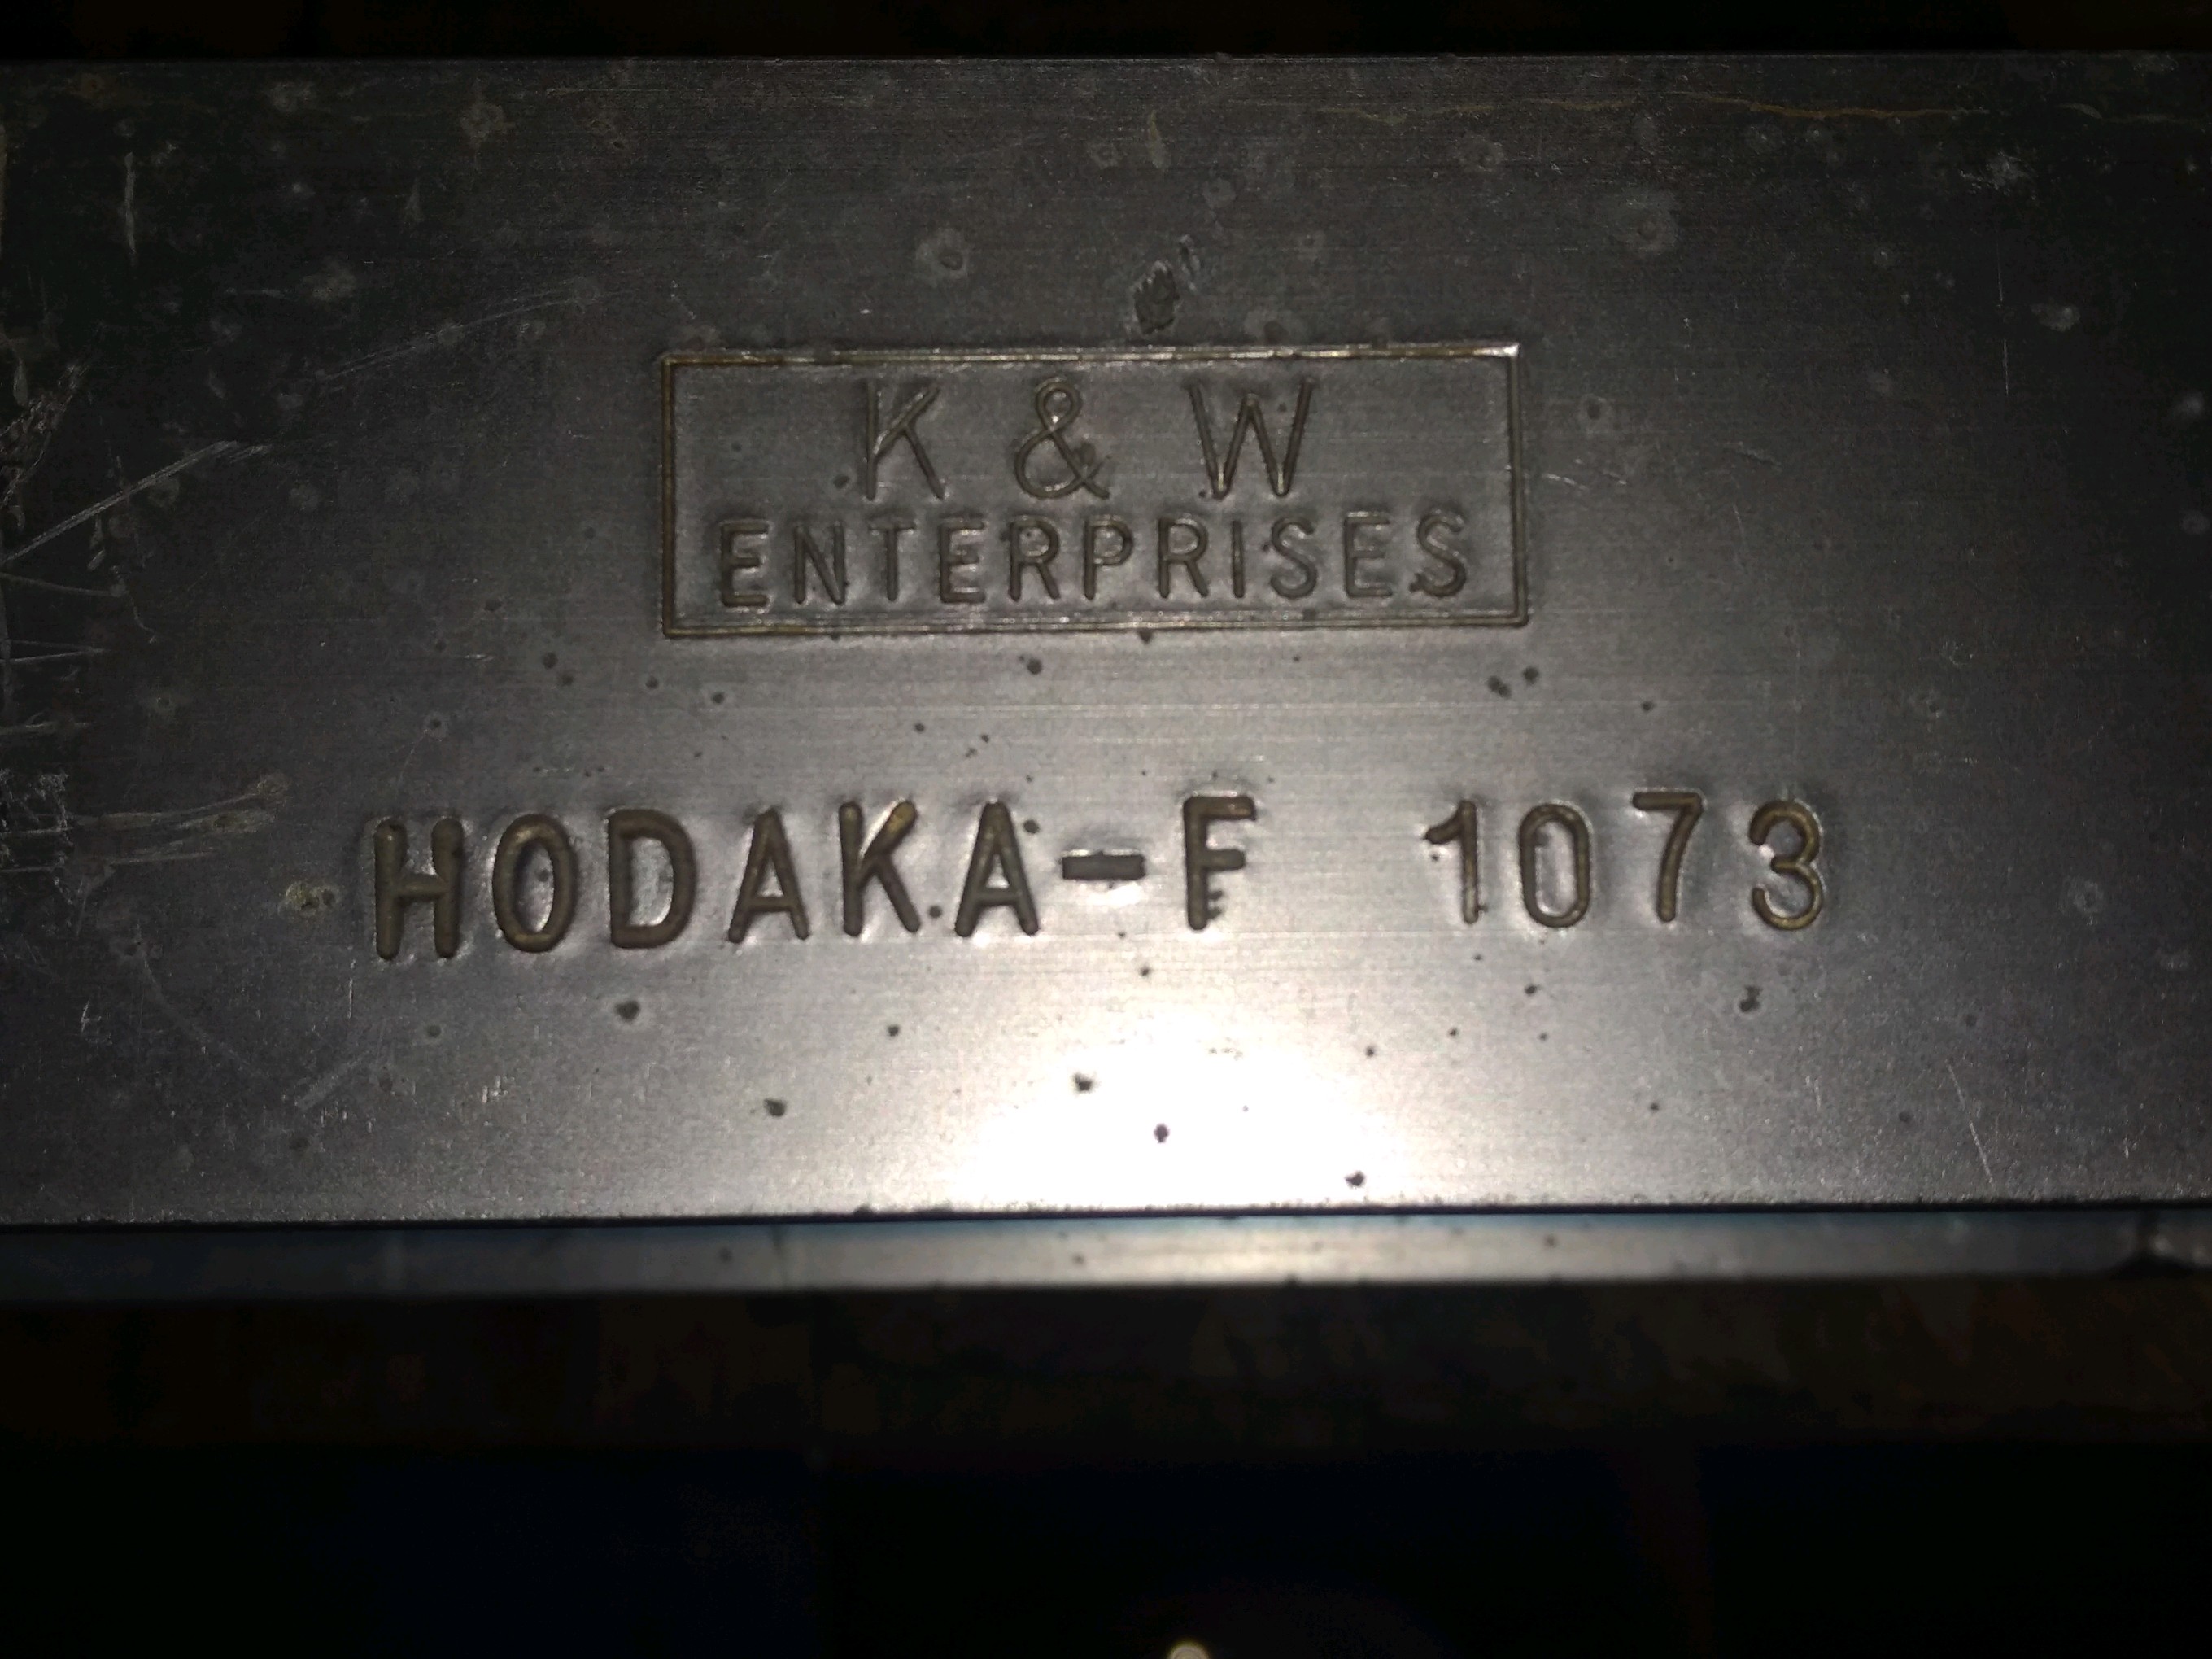 K & W
ENTERPRISES
HODAKA-F 1073